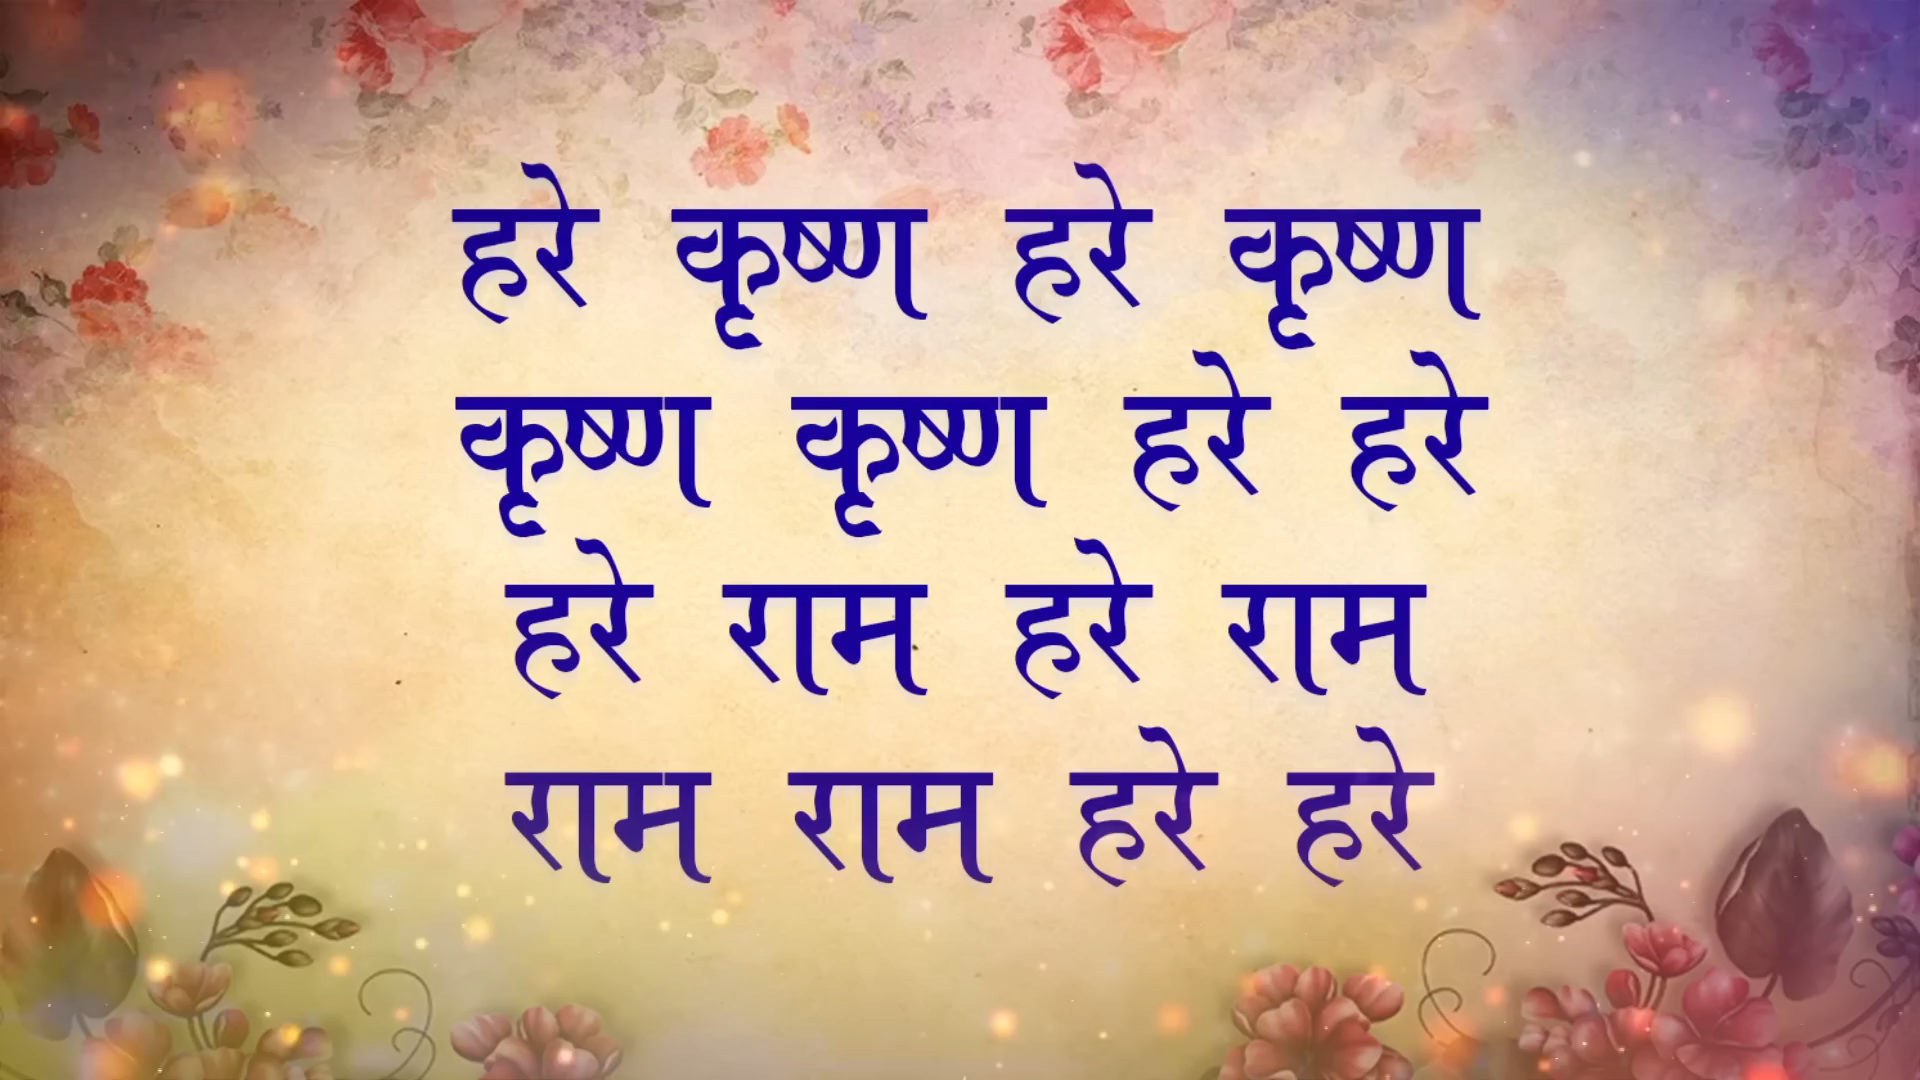 हरे कृष्ण हरे कृष्ण
कृष्ण कृष्ण हरे हरे
हरे राम हरे राम
राम राम हरे हरे